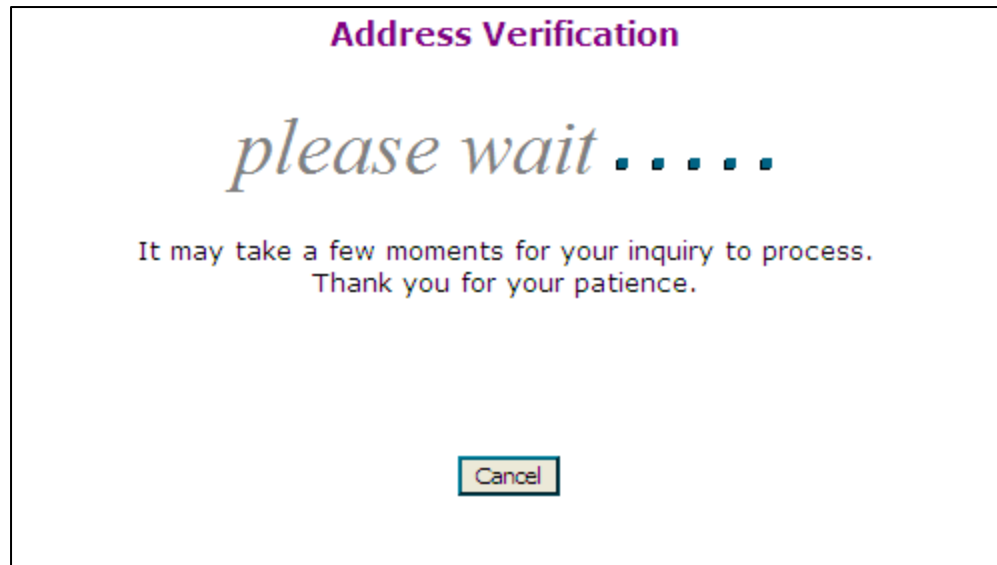 Address Verification
please wait .....
It may take a few moments for your inquiry to process.
Thank you for your patience.
Cancel